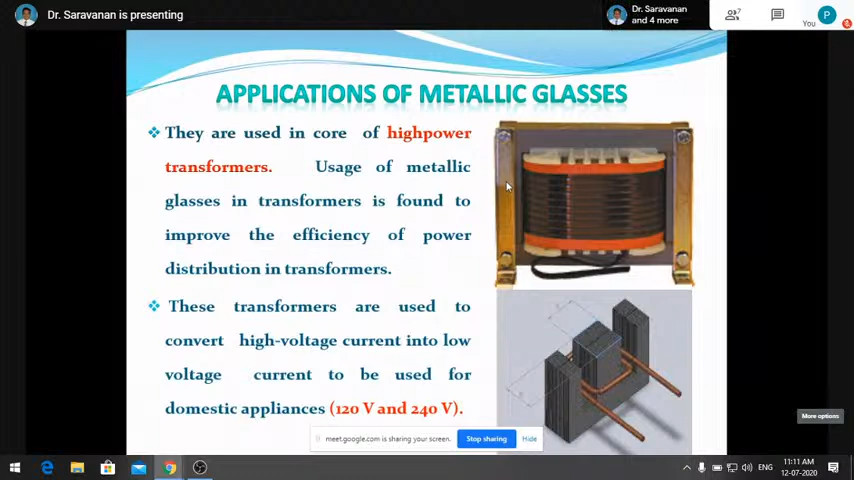 Dr. Saravanan is presenting
Dr. Saravanan
and 4 more
7
P
You
APPLICATIONS OF METALLIC GLASSES
They are used in core of highpower
transformers. Usage of metallic
glasses in transformers is found to
improve the efficiency of power
distribution in transformers.
These transformers are used to
convert high-voltage current into low
voltage current to be used for
domestic appliances (120 V and 240 V).
More options
meet.google.com is sharing your screen.
Stop sharing
Hide
ENG
11:11 AM
12-07-2020